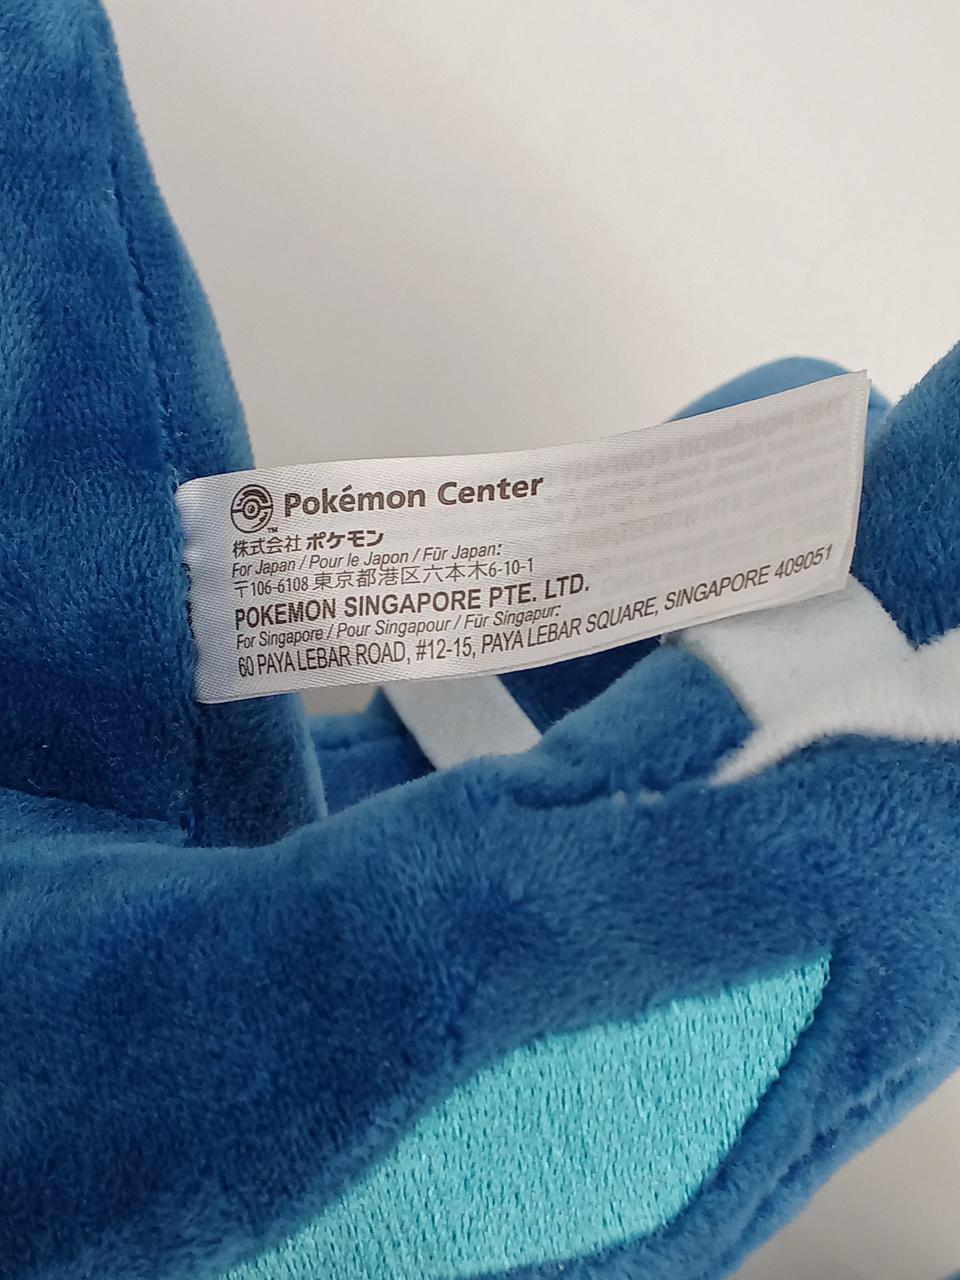 Pokémon Center
TM
株式会社ポケモン
For Japan / Pour le Japon / Für Japan:
〒106-6108 東京都港区六本木6-10-1
POKEMON SINGAPORE PTE. LTD.
For Singapore / Pour Singapour / Für Singapur:
60 PAYA LEBAR ROAD, #12-15, PAYA LEBAR SQUARE, SINGAPORE 409051